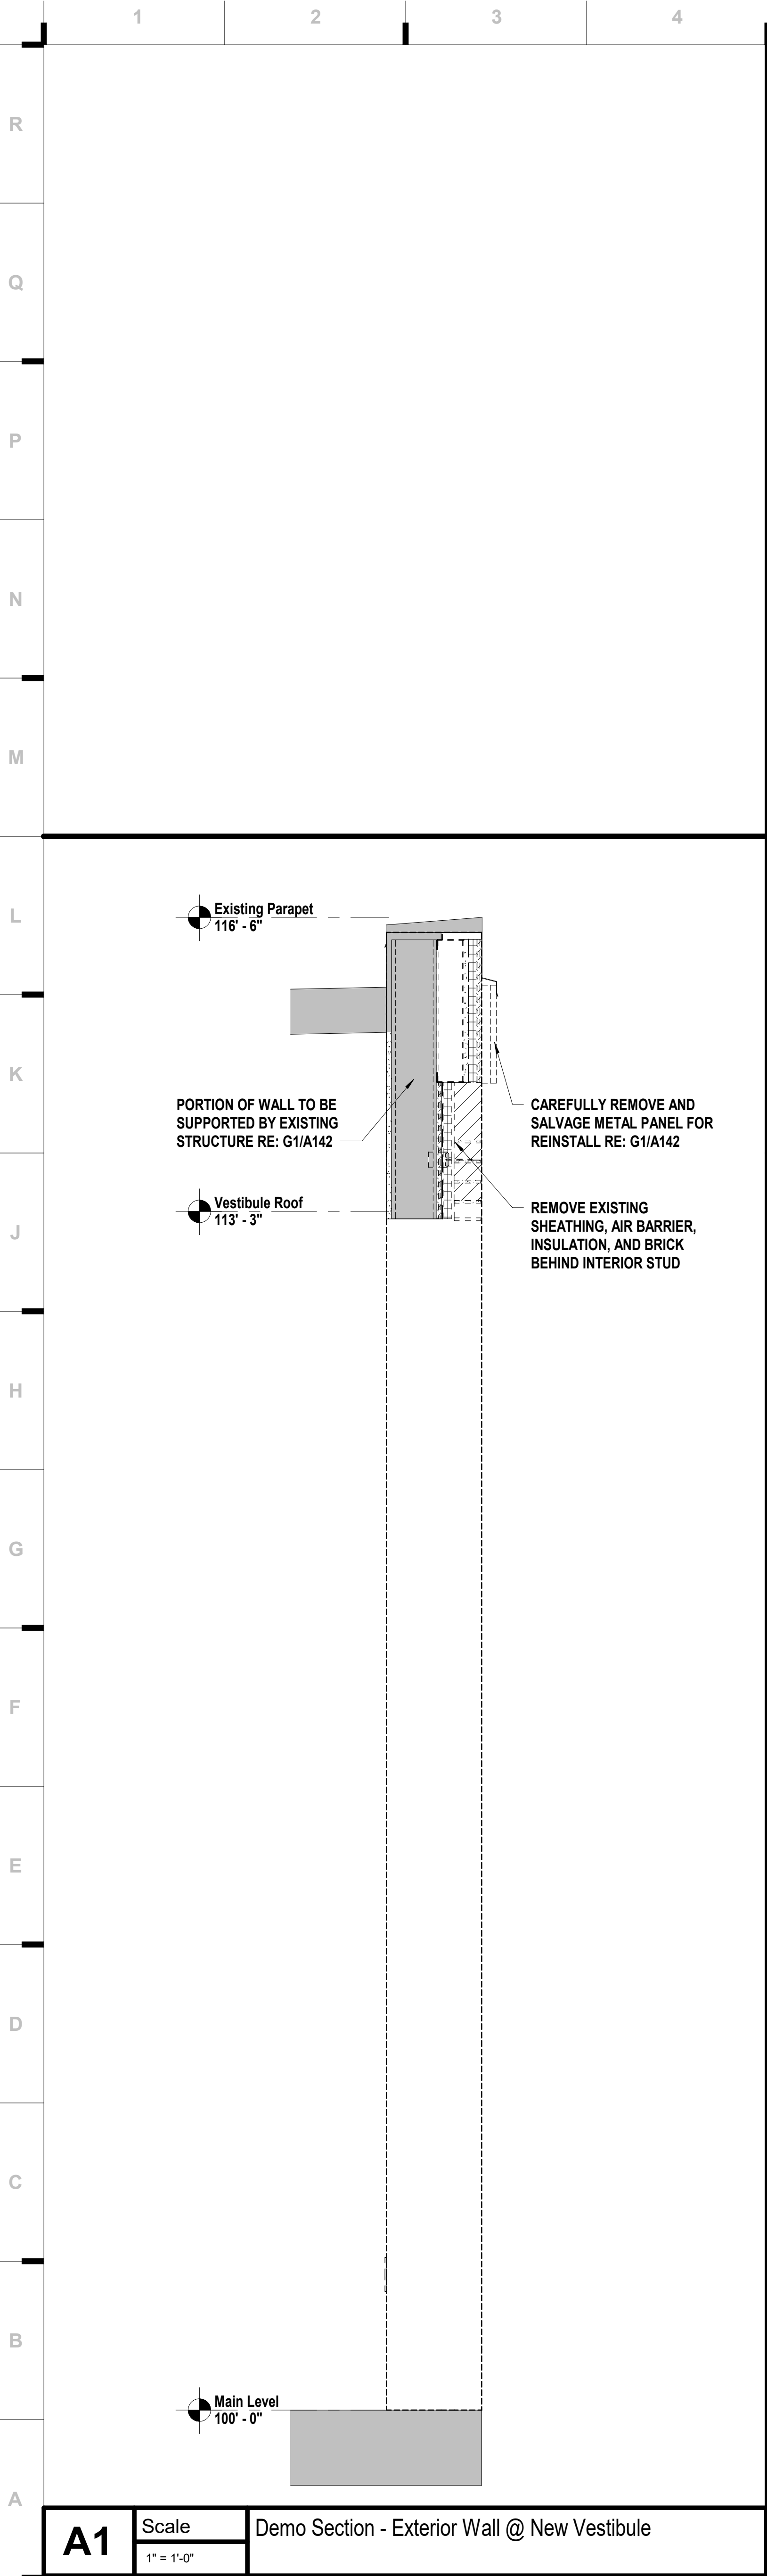 1 2 3 4
R
Q
P
N
M
L
Existing Parapet
116' - 6"
K
PORTION OF WALL TO BE
SUPPORTED BY EXISTING
STRUCTURE RE: G1/A142
CAREFULLY REMOVE AND
SALVAGE METAL PANEL FOR
REINSTALL RE: G1/A142
Vestibule Roof
113' - 3"
REMOVE EXISTING
SHEATHING, AIR BARRIER,
INSULATION, AND BRICK
BEHIND INTERIOR STUD
J
H
G
F
E
D
C
B
Main Level
100' - 0"
A
A1
Scale
1" = 1'-0"
Demo Section - Exterior Wall @ New Vestibule